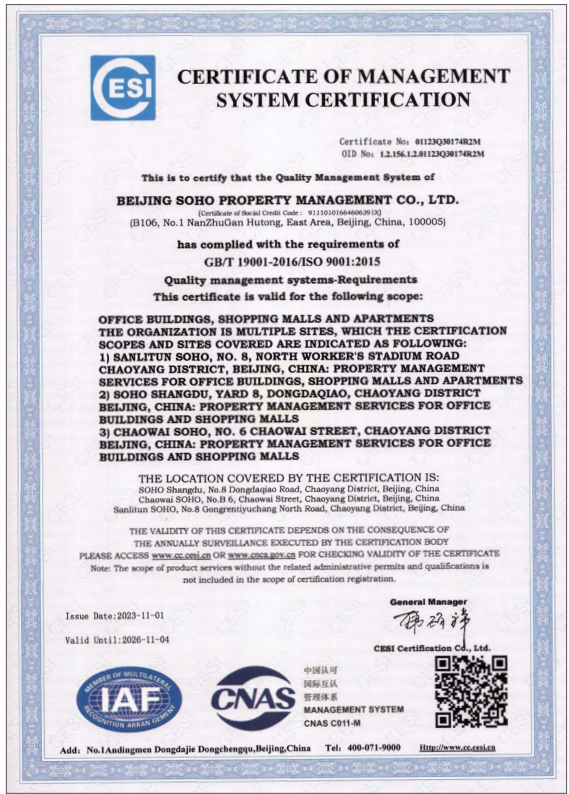 CESI
CERTIFICATE OF MANAGEMENT
SYSTEM CERTIFICATION
Certificate No: 01123Q30174R2M
OID No: 1.2.156.1.2.01123Q30174R2M
This is to certify that the Quality Management System of
BEIJING SOHO PROPERTY MANAGEMENT CO., LTD.
(Certificate of Social Credit Code : 91110101664606291X)
(B106, No.1 NanZhuGan Hutong, East Area, Beijing, China, 100005)
has complied with the requirements of
GB/T 19001-2016/ISO 9001:2015
Quality management systems-Requirements
This certificate is valid for the following scope:
OFFICE BUILDINGS, SHOPPING MALLS AND APARTMENTS
THE ORGANIZATION IS MULTIPLE SITES, WHICH THE CERTIFICATION
SCOPES AND SITES COVERED ARE INDICATED AS FOLLOWING:
1) SANLITUN SOHO, NO. 8, NORTH WORKER'S STADIUM ROAD
CHAOYANG DISTRICT, BEIJING, CHINA: PROPERTY MANAGEMENT
SERVICES FOR OFFICE BUILDINGS, SHOPPING MALLS AND APARTMENTS
2) SOHO SHANGDU, YARD 8, DONGDAQIAO, CHAOYANG DISTRICT
BEIJING, CHINA: PROPERTY MANAGEMENT SERVICES FOR OFFICE
BUILDINGS AND SHOPPING MALLS
3) CHAOWAI SOHO, NO. 6 CHAOWAI STREET, CHAOYANG DISTRICT
BEIJING, CHINA: PROPERTY MANAGEMENT SERVICES FOR OFFICE
BUILDINGS AND SHOPPING MALLS
THE LOCATION COVERED BY THE CERTIFICATION IS:
SOHO Shangdu, No.8 Dongdaqiao Road, Chaoyang District, Beijing, China
Chaowai SOHO, No.B 6, Chaowai Street, Chaoyang District, Beijing, China
Sanlitun SOHO, No.8 Gongrentiyuchang North Road, Chaoyang District, Beijing, China
THE VALIDITY OF THIS CERTIFICATE DEPENDS ON THE CONSEQUENCE OF
THE ANNUALLY SURVEILLANCE EXECUTED BY THE CERTIFICATION BODY
PLEASE ACCESS www.cc.cesi.cn OR www.cnca.gov.cn FOR CHECKING VALIDITY OF THE CERTIFICATE
Note: The scope of product services without the related administrative permits and qualifications is
not included in the scope of certification registration.
General Manager
Issue Date:2023-11-01
Valid Until:2026-11-04
CESI Certification Co., Ltd.
MEMBER OF MULTILATERAL
IAF
RECOGNITION ARRANGEMENT
CNAS
中国认可
国际互认
管理体系
MANAGEMENT SYSTEM
CNAS C011-M
Add: No.1Andingmen Dongdajie Dongchengqu,Beijing,China Tel: 400-071-9000 Http://www.cc.cesi.cn